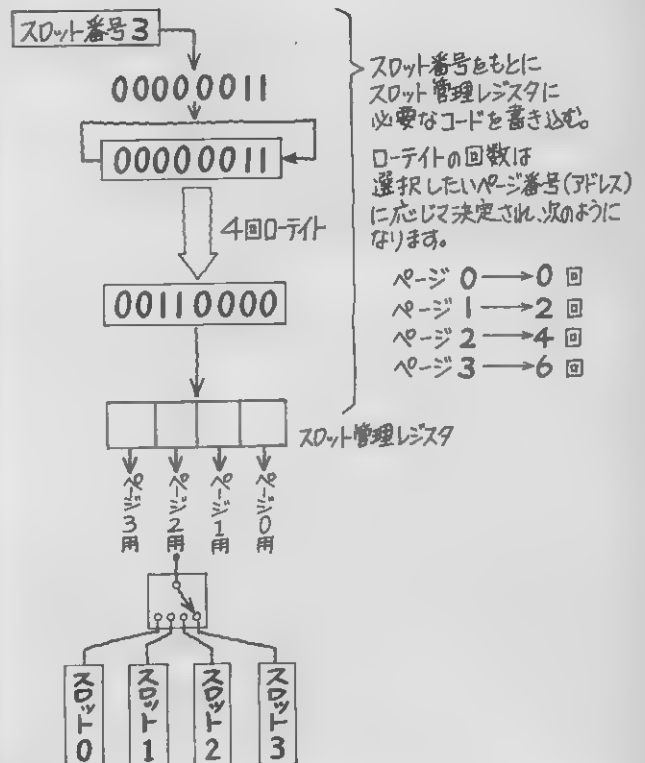 スロット番号3
00000011
00000011
4回ローテイト
00110000
スロット番号をもとに
スロット管理レジスタに
必要なコードを書き込む。
ローテイトの回数は
選択したいページ番号(アドレス)
に応じて決定され、次のように
なります。
ページ 0→0 回
ページ 1→2 回
ページ 2→4 回
ページ 3→6 回
スロット管理レジスタ
ページ3用
ページ2用
ページ1用
ページ0用
スロット0
スロット1
スロット2
スロット3